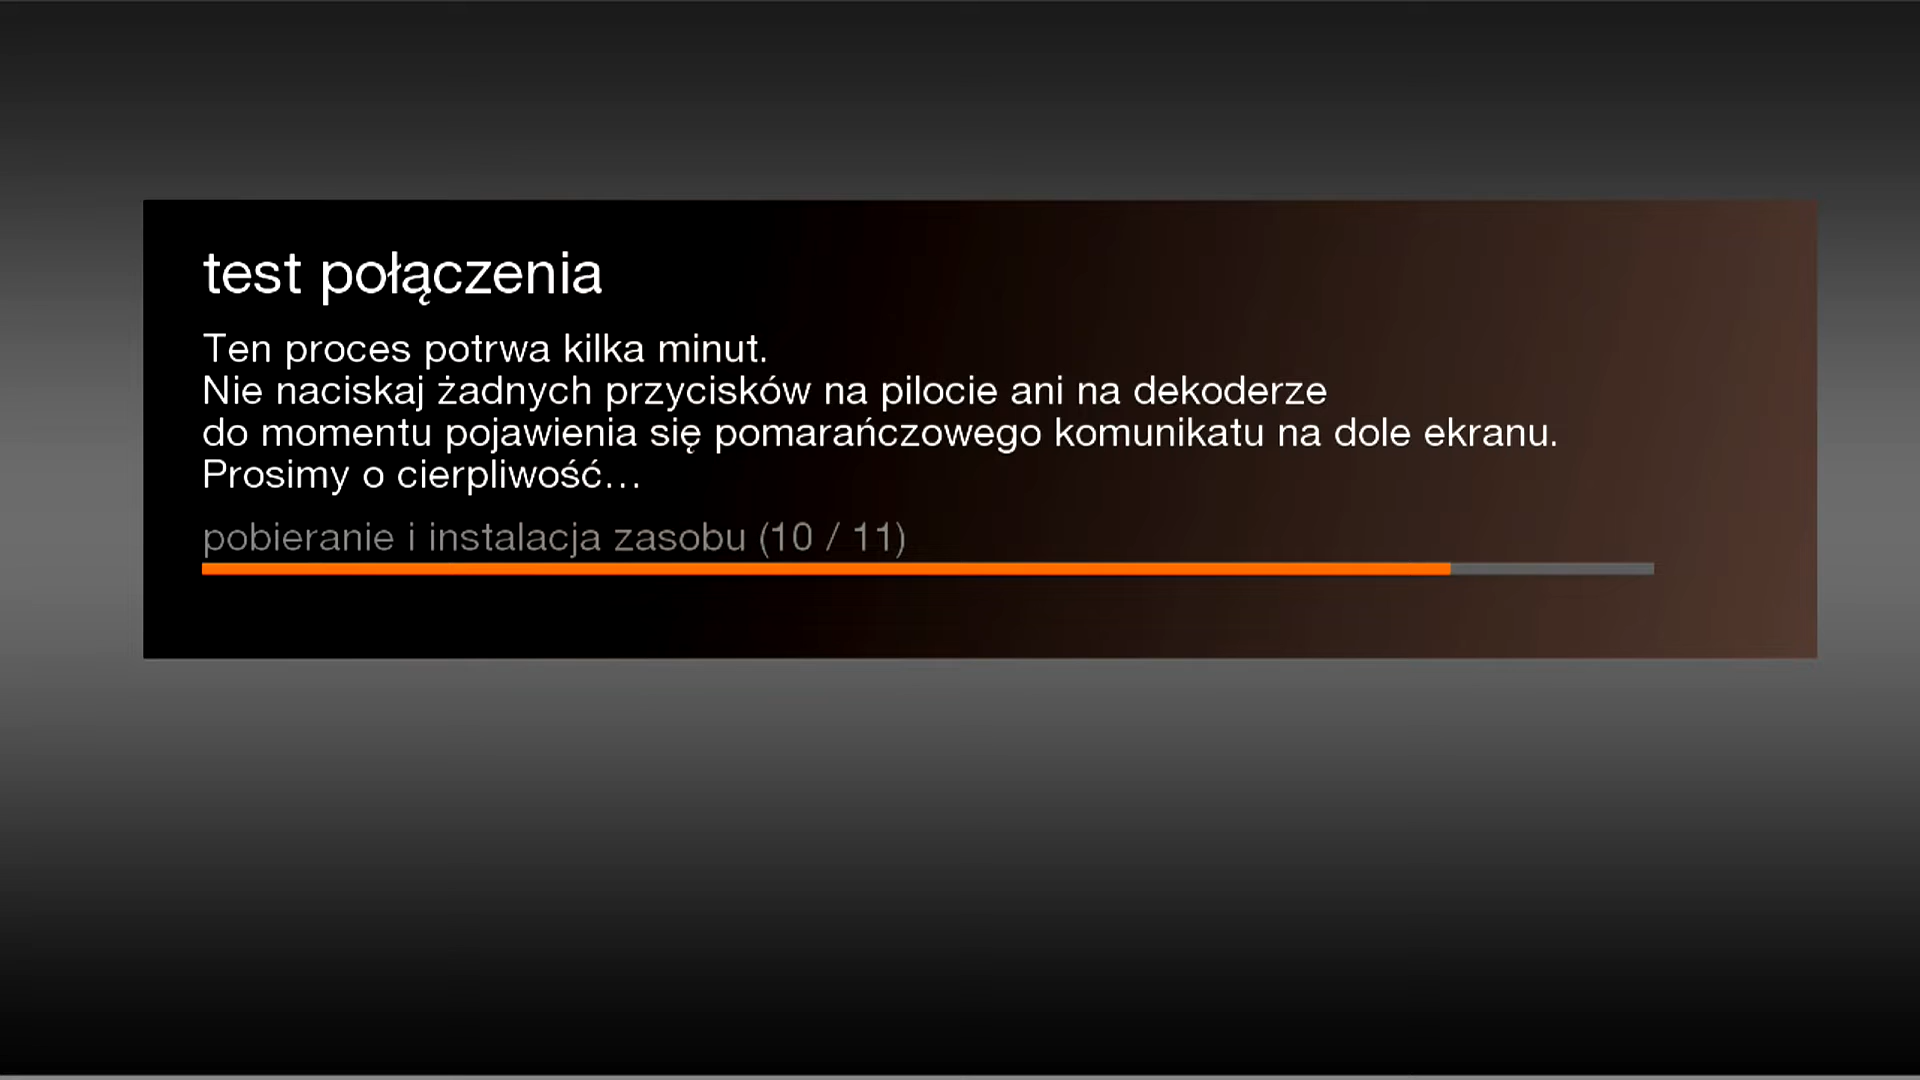 test połączenia
Ten proces potrwa kilka minut.
Nie naciskaj żadnych przycisków na pilocie ani na dekoderze
do momentu pojawienia się pomarańczowego komunikatu na dole ekranu.
Prosimy o cierpliwość...
pobieranie i instalacja zasobu (10 / 11)